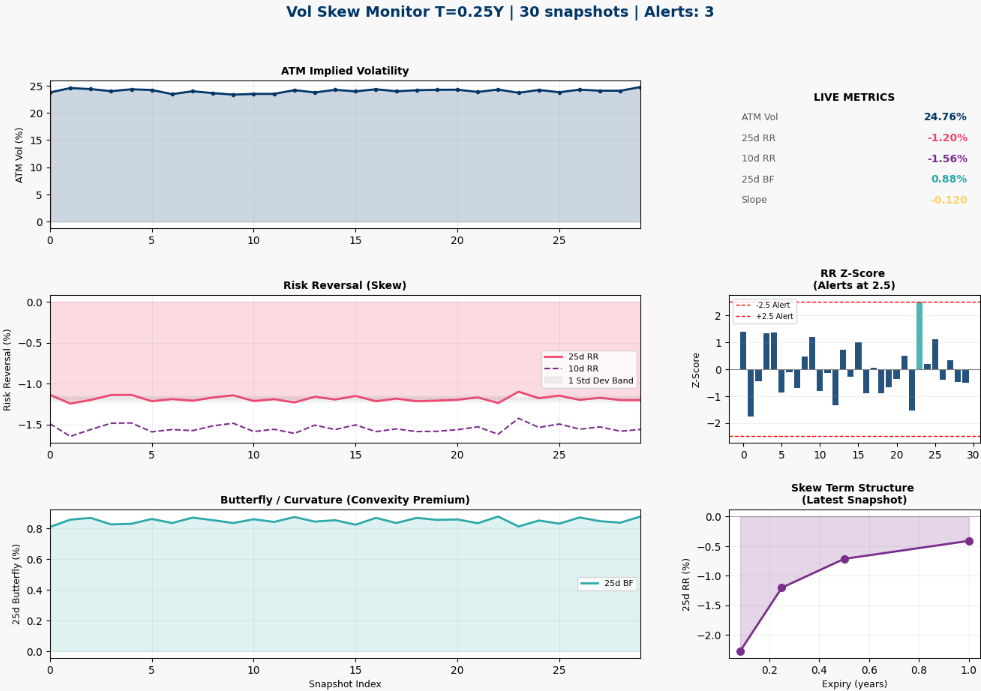 Vol Skew Monitor T=0.25Y | 30 snapshots | Alerts: 3
ATM Implied Volatility
ATM Vol (%)
25
20
15
10
5
0
0 5 10 15 20 25
LIVE METRICS
ATM Vol 24.76%
25d RR -1.20%
10d RR -1.56%
25d BF 0.88%
Slope -0.120
Risk Reversal (Skew)
Risk Reversal (%)
0.0
−0.5
−1.0
−1.5
25d RR
10d RR
1 Std Dev Band
0 5 10 15 20 25
RR Z-Score
(Alerts at 2.5)
Z-Score
2
1
0
−1
−2
-2.5 Alert
+2.5 Alert
0 5 10 15 20 25 30
Butterfly / Curvature (Convexity Premium)
25d Butterfly (%)
0.8
0.6
0.4
0.2
0.0
25d BF
0 5 10 15 20 25
Snapshot Index
Skew Term Structure
(Latest Snapshot)
25d RR (%)
0.0
−0.5
−1.0
−1.5
−2.0
0.2 0.4 0.6 0.8 1.0
Expiry (years)